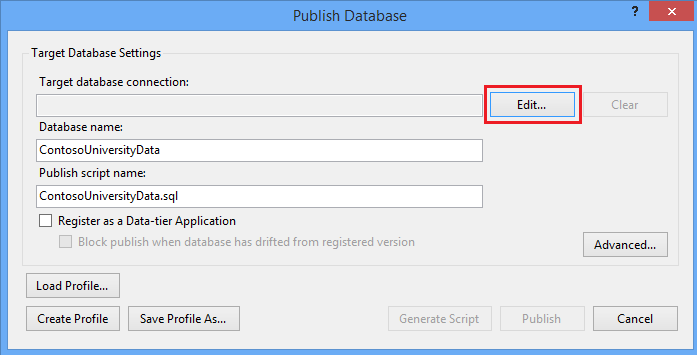 Publish Database
?
Target Database Settings
Target database connection:
Edit...
Clear
Database name:
ContosoUniversityData
Publish script name:
ContosoUniversityData.sql
Register as a Data-tier Application
Block publish when database has drifted from registered version
Advanced...
Load Profile...
Create Profile
Save Profile As...
Generate Script
Publish
Cancel